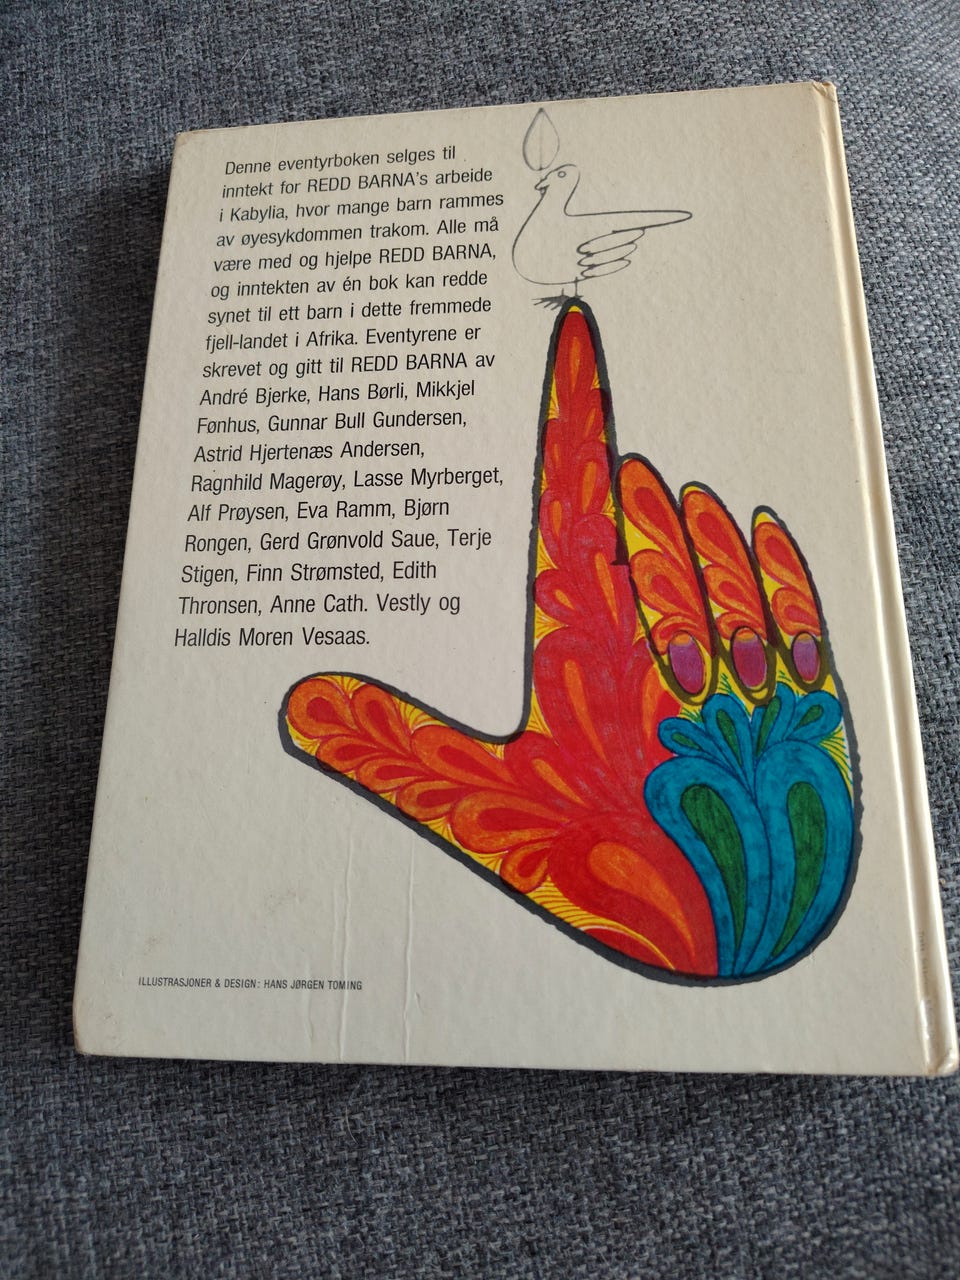 Denne eventyrboken selges til
inntekt for REDD BARNA's arbeide
i Kabylia, hvor mange barn rammes
av øyesykdommen trakom. Alle må
være med og hjelpe REDD BARNA,
og inntekten av én bok kan redde
synet til ett barn i dette fremmede
fjell-landet i Afrika. Eventyrene er
skrevet og gitt til REDD BARNA av
André Bjerke, Hans Børli, Mikkjel
Fønhus, Gunnar Bull Gundersen,
Astrid Hjertenæs Andersen,
Ragnhild Magerøy, Lasse Myrberget,
Alf Prøysen, Eva Ramm, Bjørn
Rongen, Gerd Grønvold Saue, Terje
Stigen, Finn Strømsted, Edith
Thronsen, Anne Cath. Vestly og
Halldis Moren Vesaas.
ILLUSTRASJONER & DESIGN: HANS JØRGEN TOMING